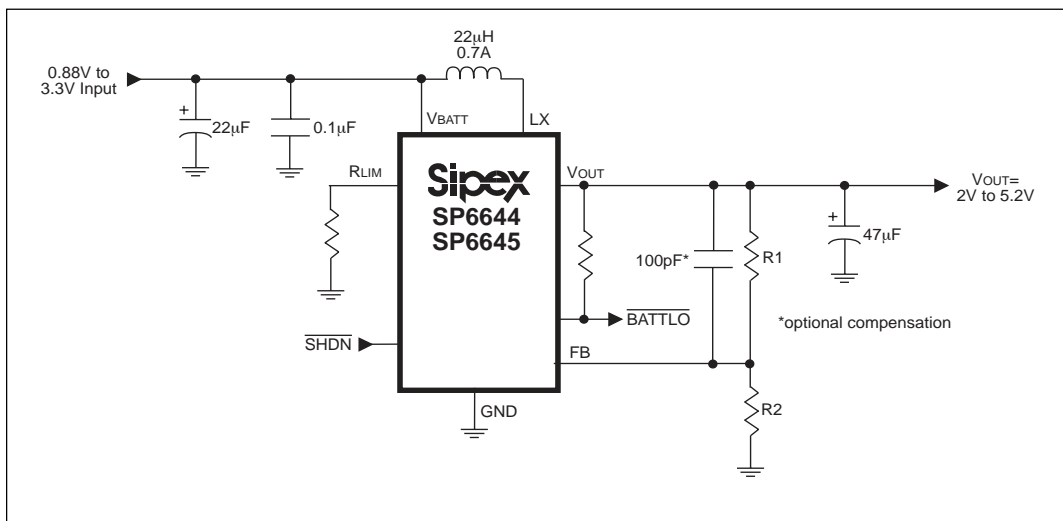 22µH
0.7A
0.88V to
3.3V Input
+
22µF
0.1µF
VBATT
LX
RLIM
Sipex
VOUT
VOUT=
2V to 5.2V
SP6644
SP6645
+
47µF
100pF*
R1
BATTLO
*optional compensation
SHDN
FB
GND
R2